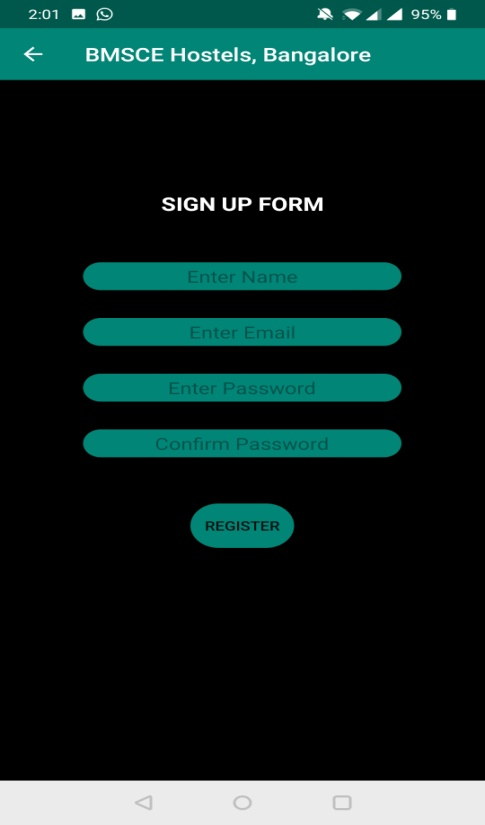 2:01 95%
BMSCE Hostels, Bangalore
SIGN UP FORM
Enter Name
Enter Email
Enter Password
Confirm Password
REGISTER